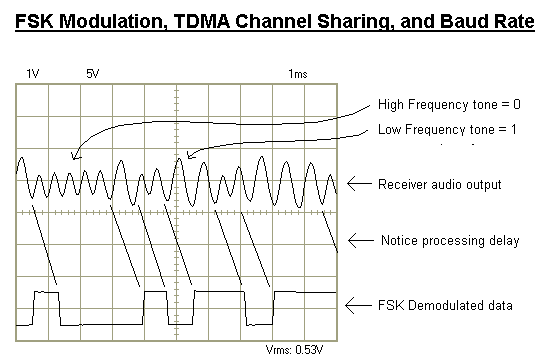 FSK Modulation, TDMA Channel Sharing, and Baud Rate
1V 5V 1ms
High Frequency tone = 0
Low Frequency tone = 1
Receiver audio output
Notice processing delay
FSK Demodulated data
Vrms: 0.53V